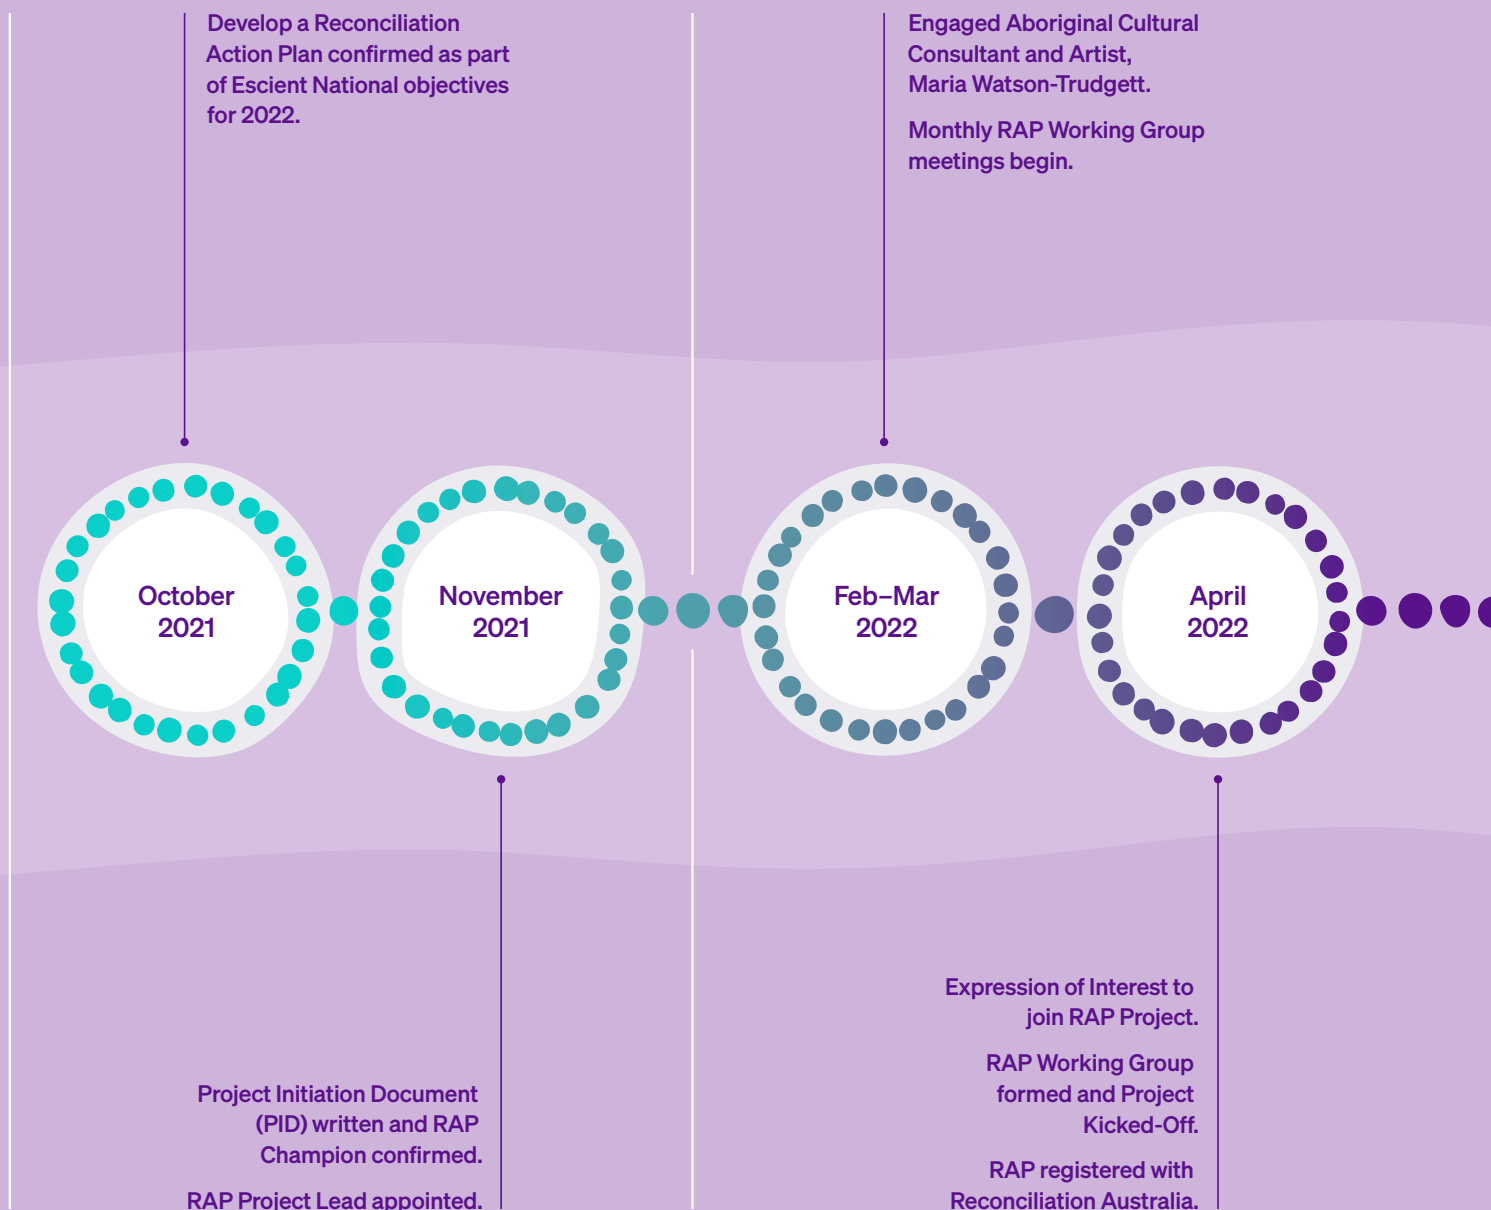 Develop a Reconciliation
Action Plan confirmed as part
of Escient National objectives
for 2022.
Engaged Aboriginal Cultural
Consultant and Artist,
Maria Watson-Trudgett.
Monthly RAP Working Group
meetings begin.
October
2021
November
2021
Feb–Mar
2022
April
2022
Project Initiation Document
(PID) written and RAP
Champion confirmed.
RAP Project Lead appointed.
Expression of Interest to
join RAP Project.
RAP Working Group
formed and Project
Kicked-Off.
RAP registered with
Reconciliation Australia.